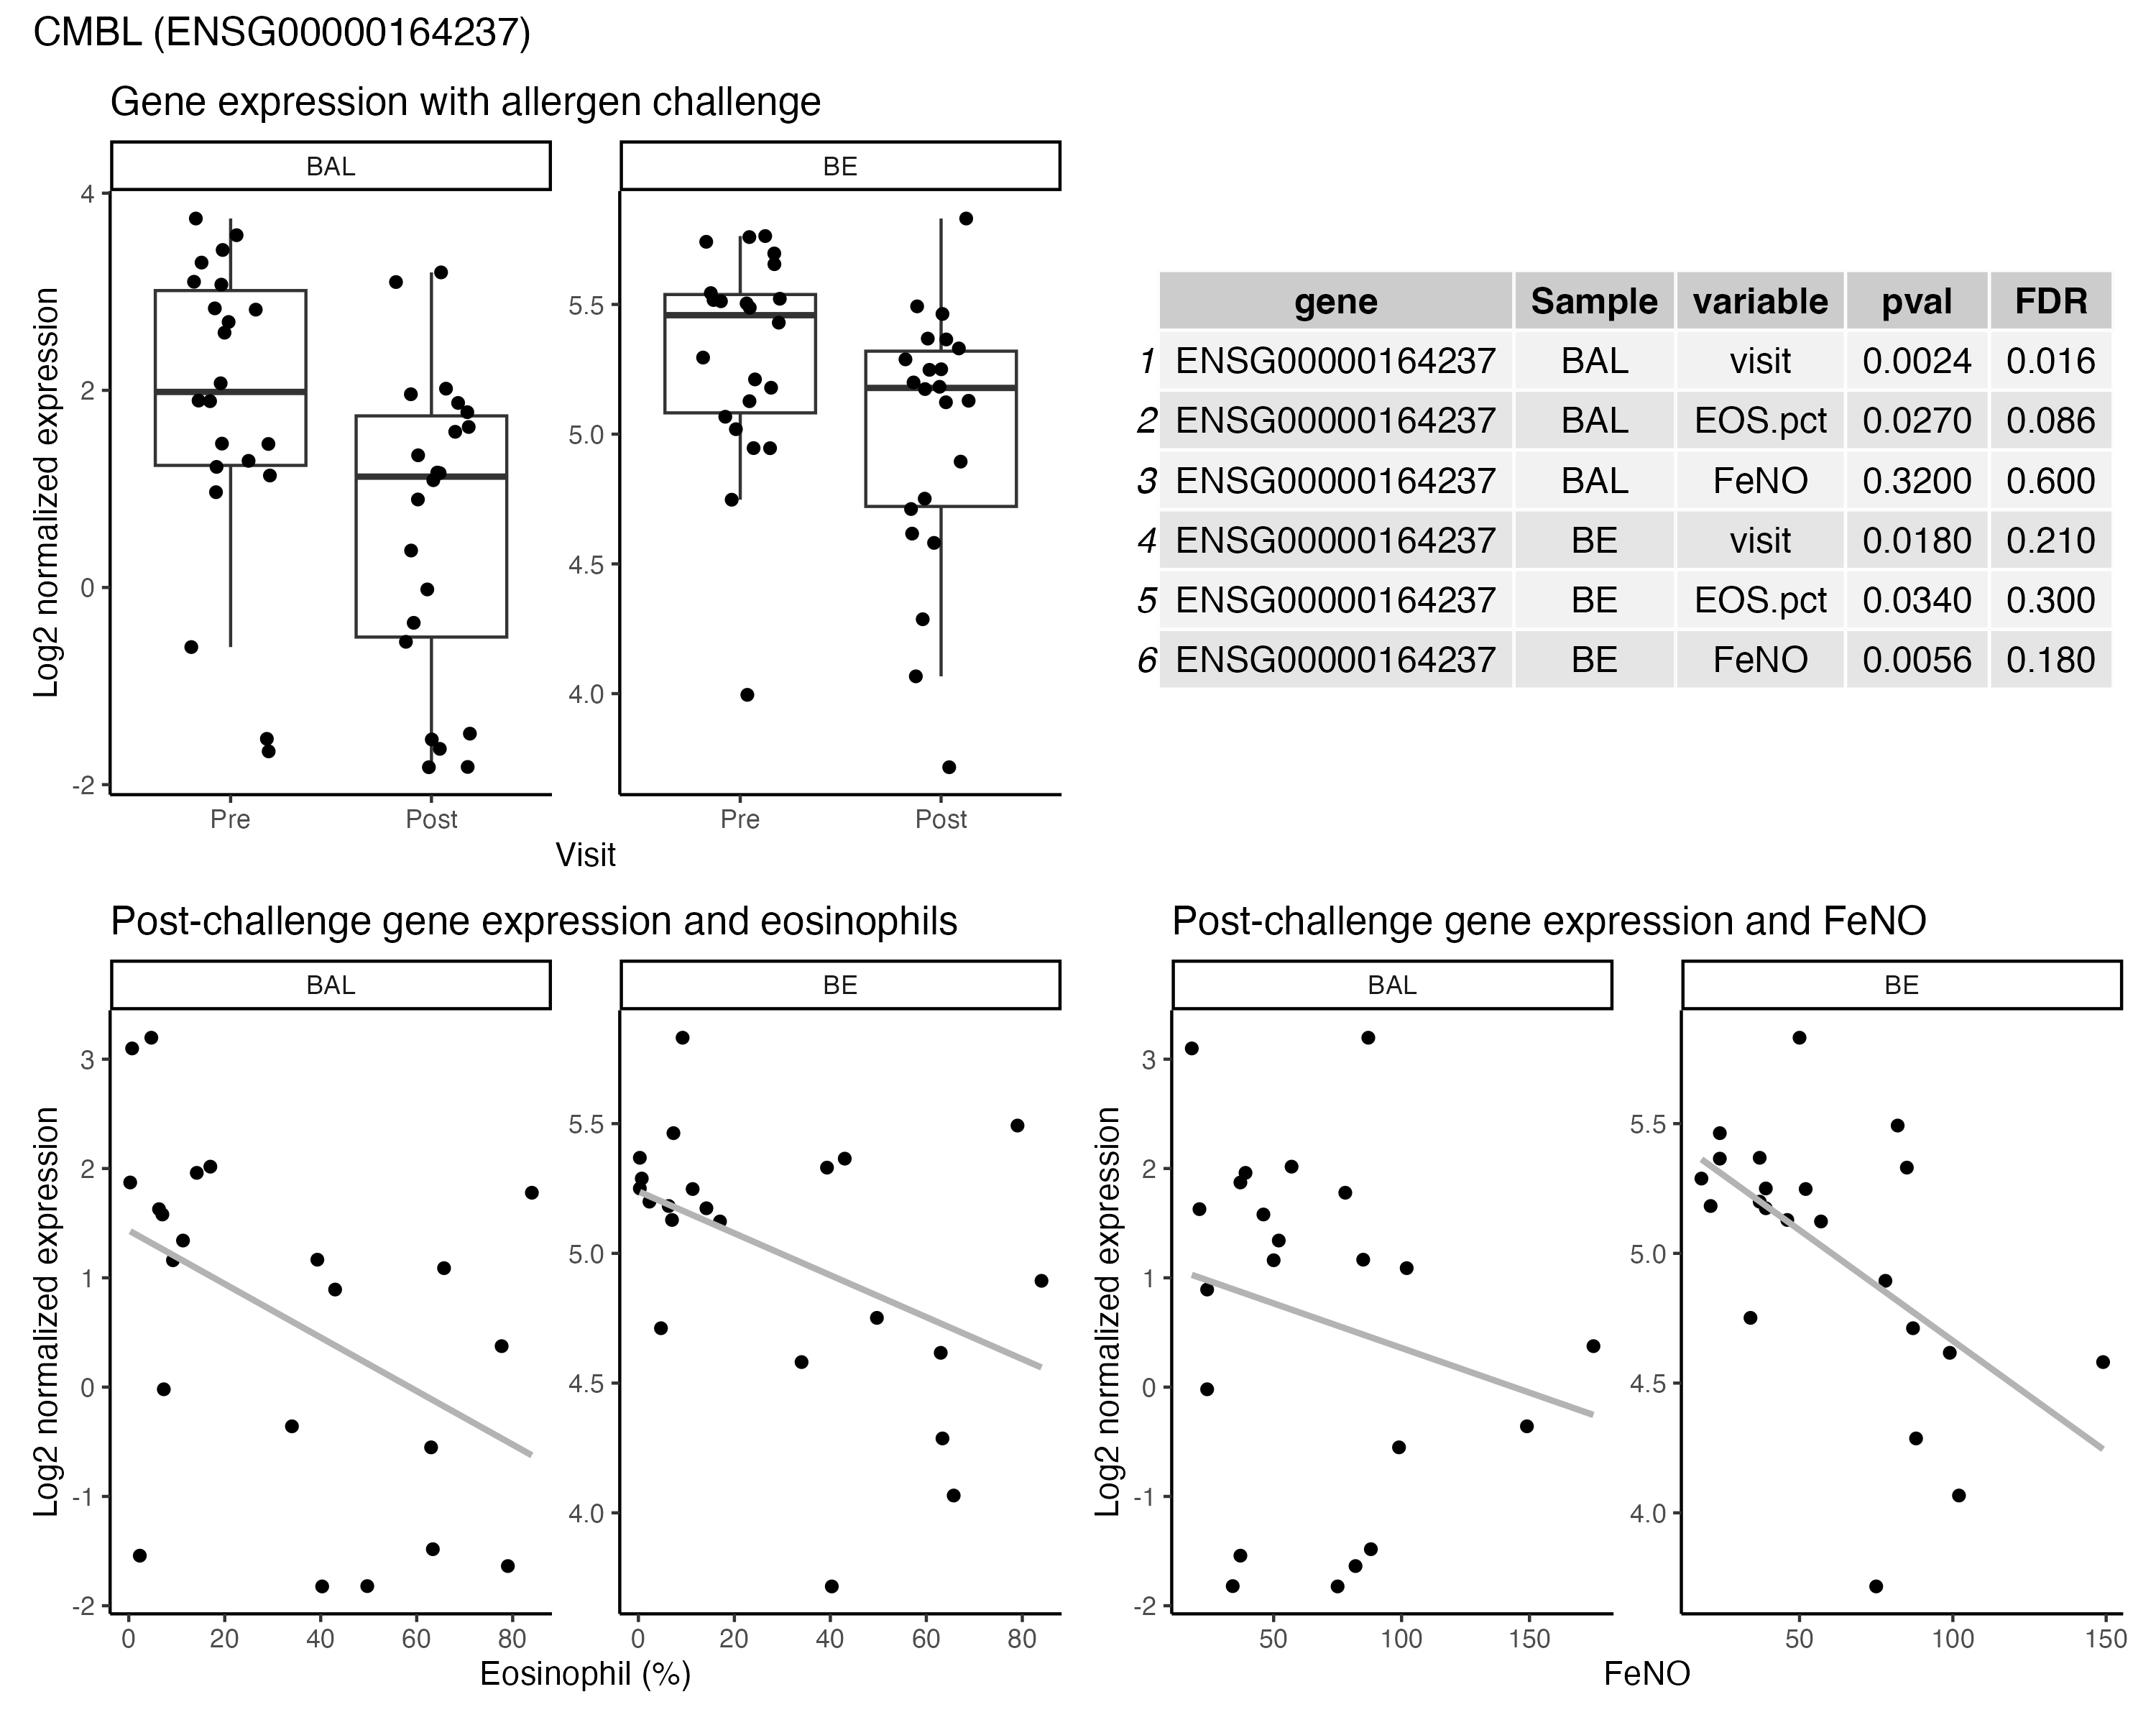 CMBL (ENSG00000164237)
Gene expression with allergen challenge
BAL
BE
Log2 normalized expression
4
2
0
-2
5.5
5.0
4.5
4.0
Pre
Post
Pre
Post
Visit
gene Sample variable pval FDR
1 ENSG00000164237 BAL visit 0.0024 0.016
2 ENSG00000164237 BAL EOS.pct 0.0270 0.086
3 ENSG00000164237 BAL FeNO 0.3200 0.600
4 ENSG00000164237 BE visit 0.0180 0.210
5 ENSG00000164237 BE EOS.pct 0.0340 0.300
6 ENSG00000164237 BE FeNO 0.0056 0.180
Post-challenge gene expression and eosinophils
BAL
BE
Log2 normalized expression
3
2
1
0
-1
-2
5.5
5.0
4.5
4.0
0 20 40 60 80
0 20 40 60 80
Eosinophil (%)
Post-challenge gene expression and FeNO
BAL
BE
Log2 normalized expression
3
2
1
0
-1
-2
5.5
5.0
4.5
4.0
50 100 150
50 100 150
FeNO